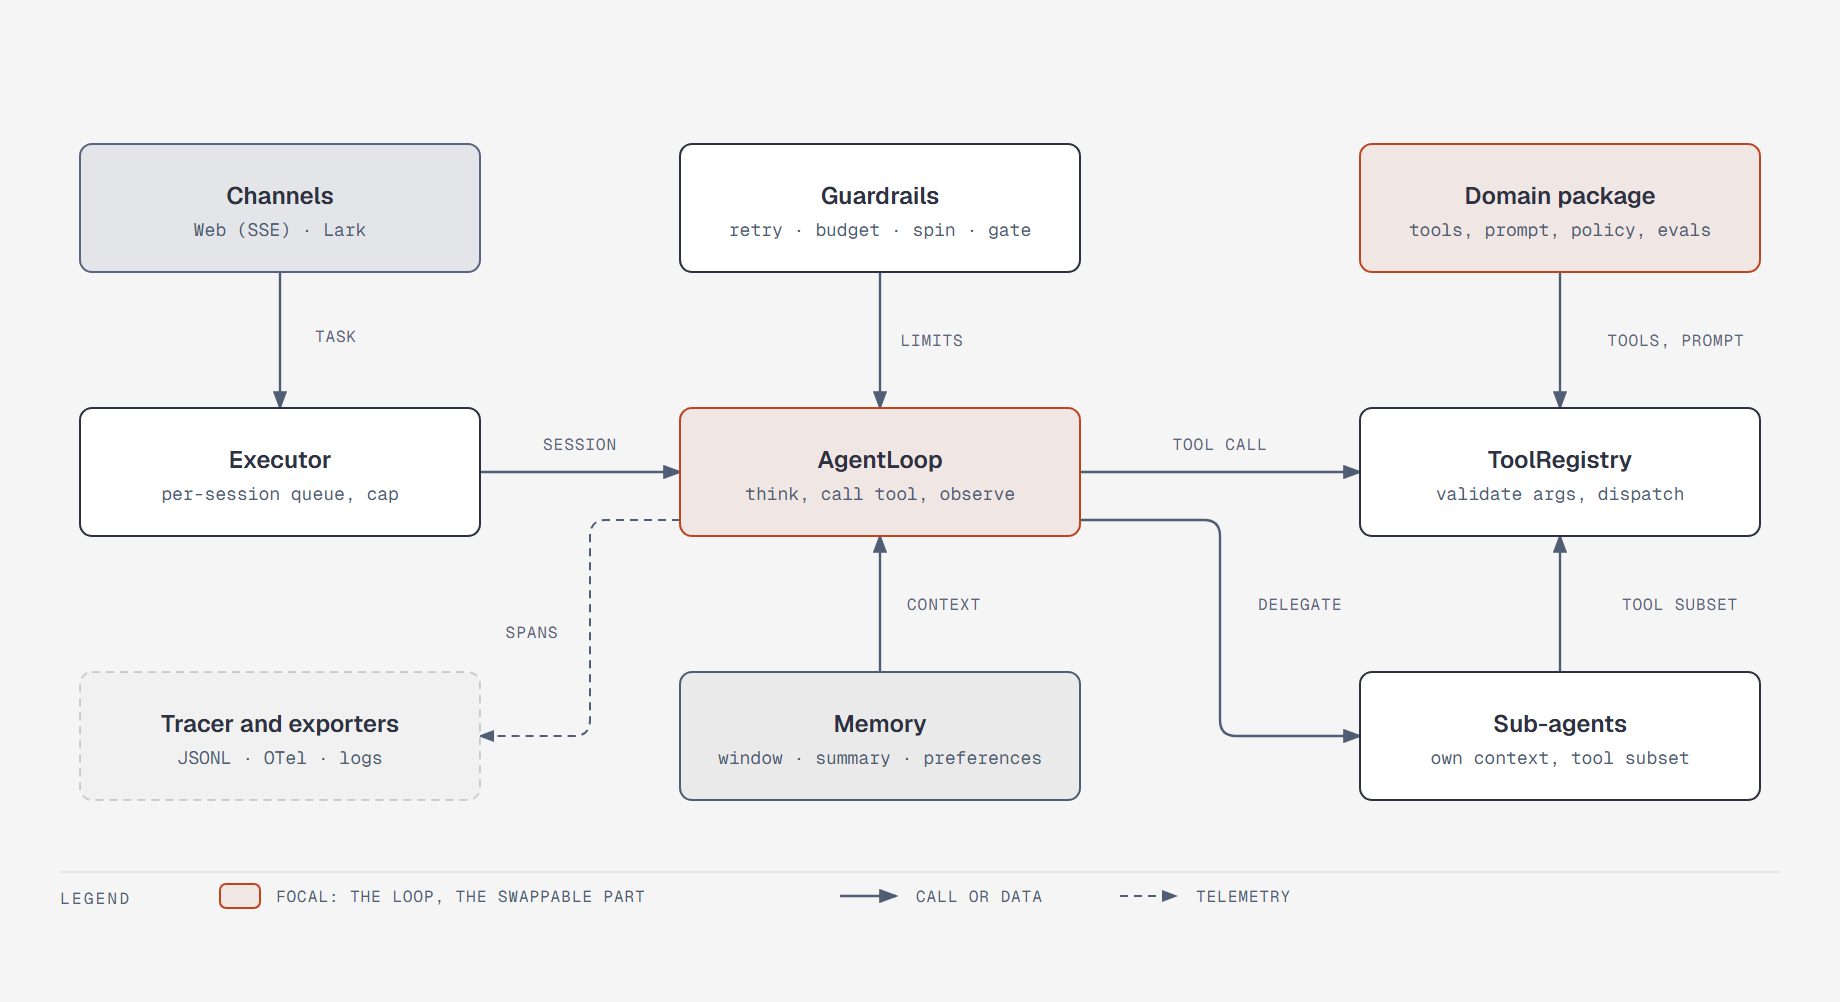 Channels
Web (SSE) · Lark
Guardrails
retry · budget · spin · gate
Domain package
tools, prompt, policy, evals
TASK
LIMITS
TOOLS, PROMPT
Executor
per-session queue, cap
SESSION
AgentLoop
think, call tool, observe
TOOL CALL
ToolRegistry
validate args, dispatch
SPANS
CONTEXT
DELEGATE
TOOL SUBSET
Tracer and exporters
JSONL · OTel · logs
Memory
window · summary · preferences
Sub-agents
own context, tool subset
LEGEND
FOCAL: THE LOOP, THE SWAPPABLE PART
CALL OR DATA
TELEMETRY